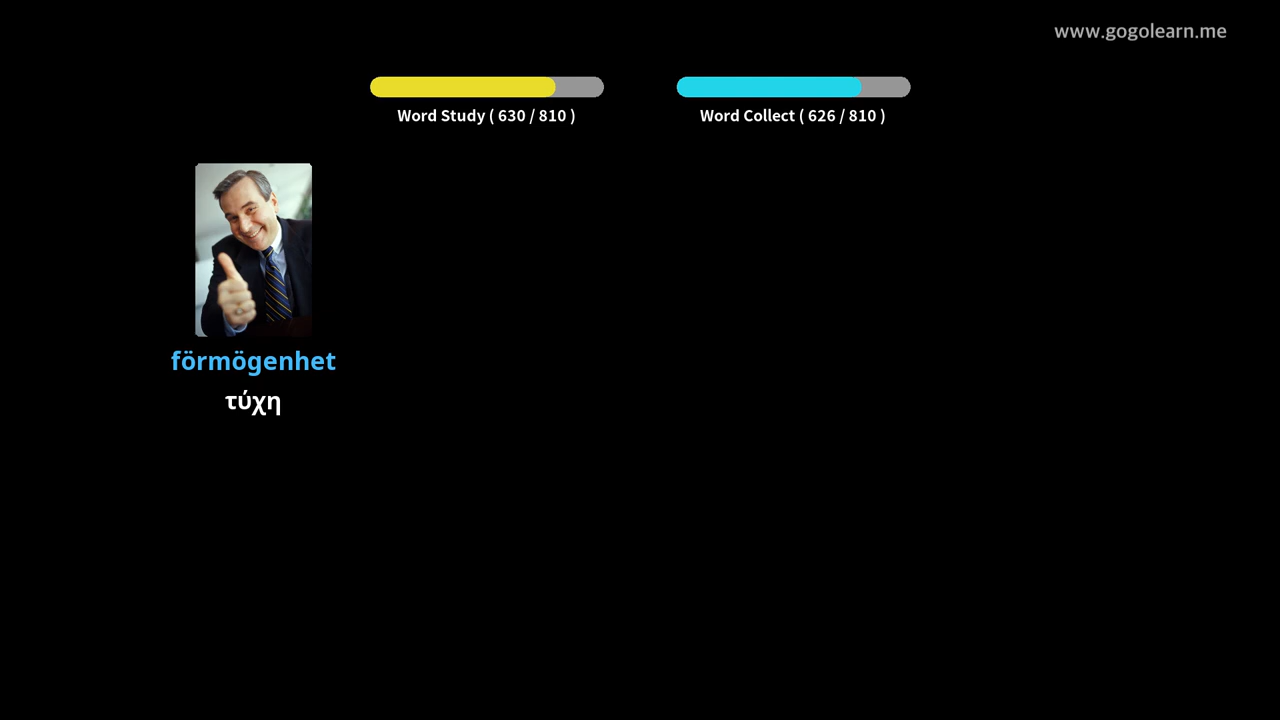 www.gogolearn.me
Word Study ( 630 / 810 )
Word Collect ( 626 / 810 )
förmögenhet
τύχη